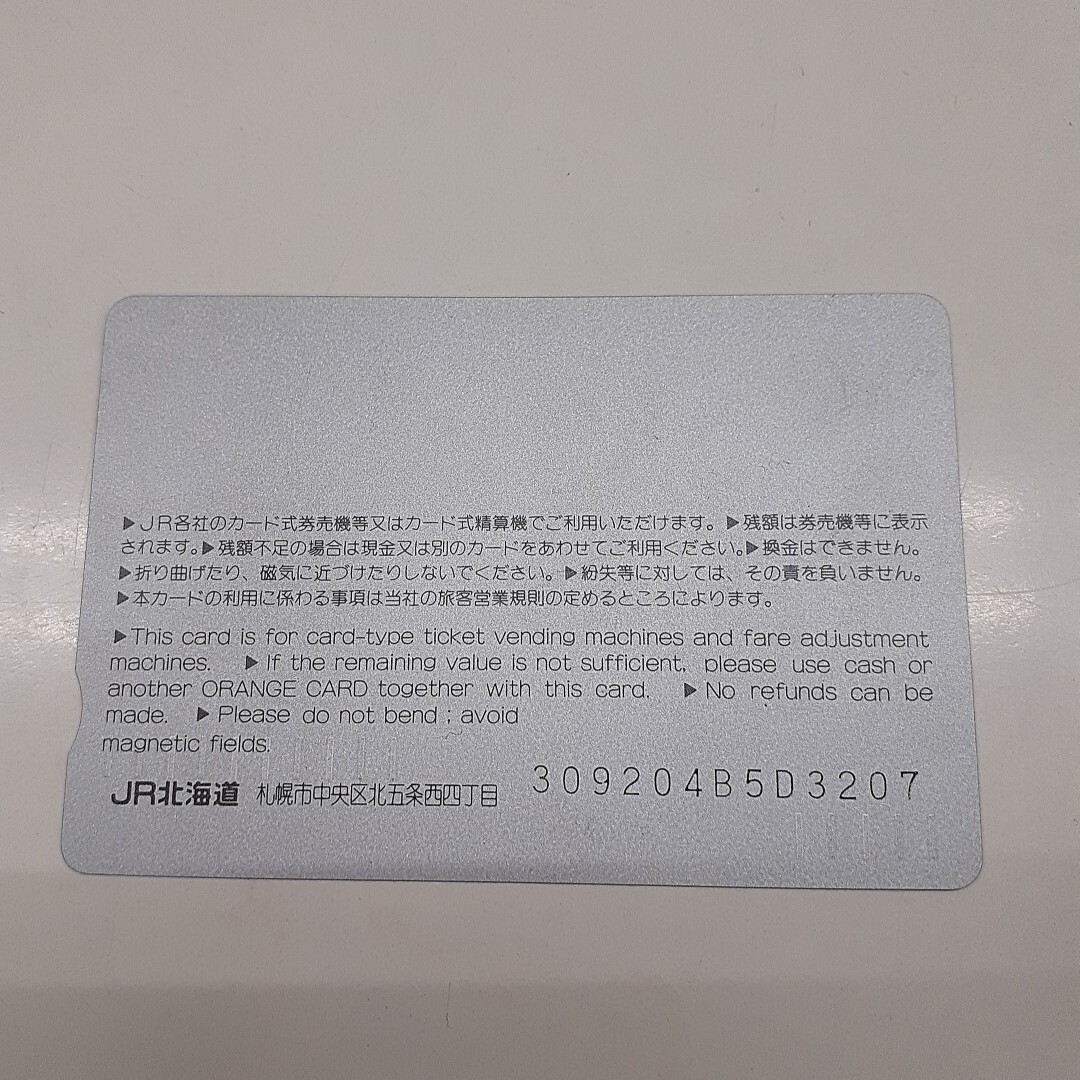 ▶JR各社のカード式券売機等又はカード式精算機でご利用いただけます。▶残額は券売機等に表示
されます。▶残額不足の場合は現金又は別のカードをあわせてご利用ください。▶換金はできません。
▶折り曲げたり、磁気に近づけたりしないでください。▶紛失等に対しては、その責を負いません。
▶本カードの利用に係わる事項は当社の旅客営業規則の定めるところによります。
▶This card is for card-type ticket vending machines and fare adjustment
machines. ▶If the remaining value is not sufficient, please use cash or
another ORANGE CARD together with this card. ▶No refunds can be
made. ▶Please do not bend ; avoid
magnetic fields.
JR北海道 札幌市中央区北五条西四丁目 309204B5D3207